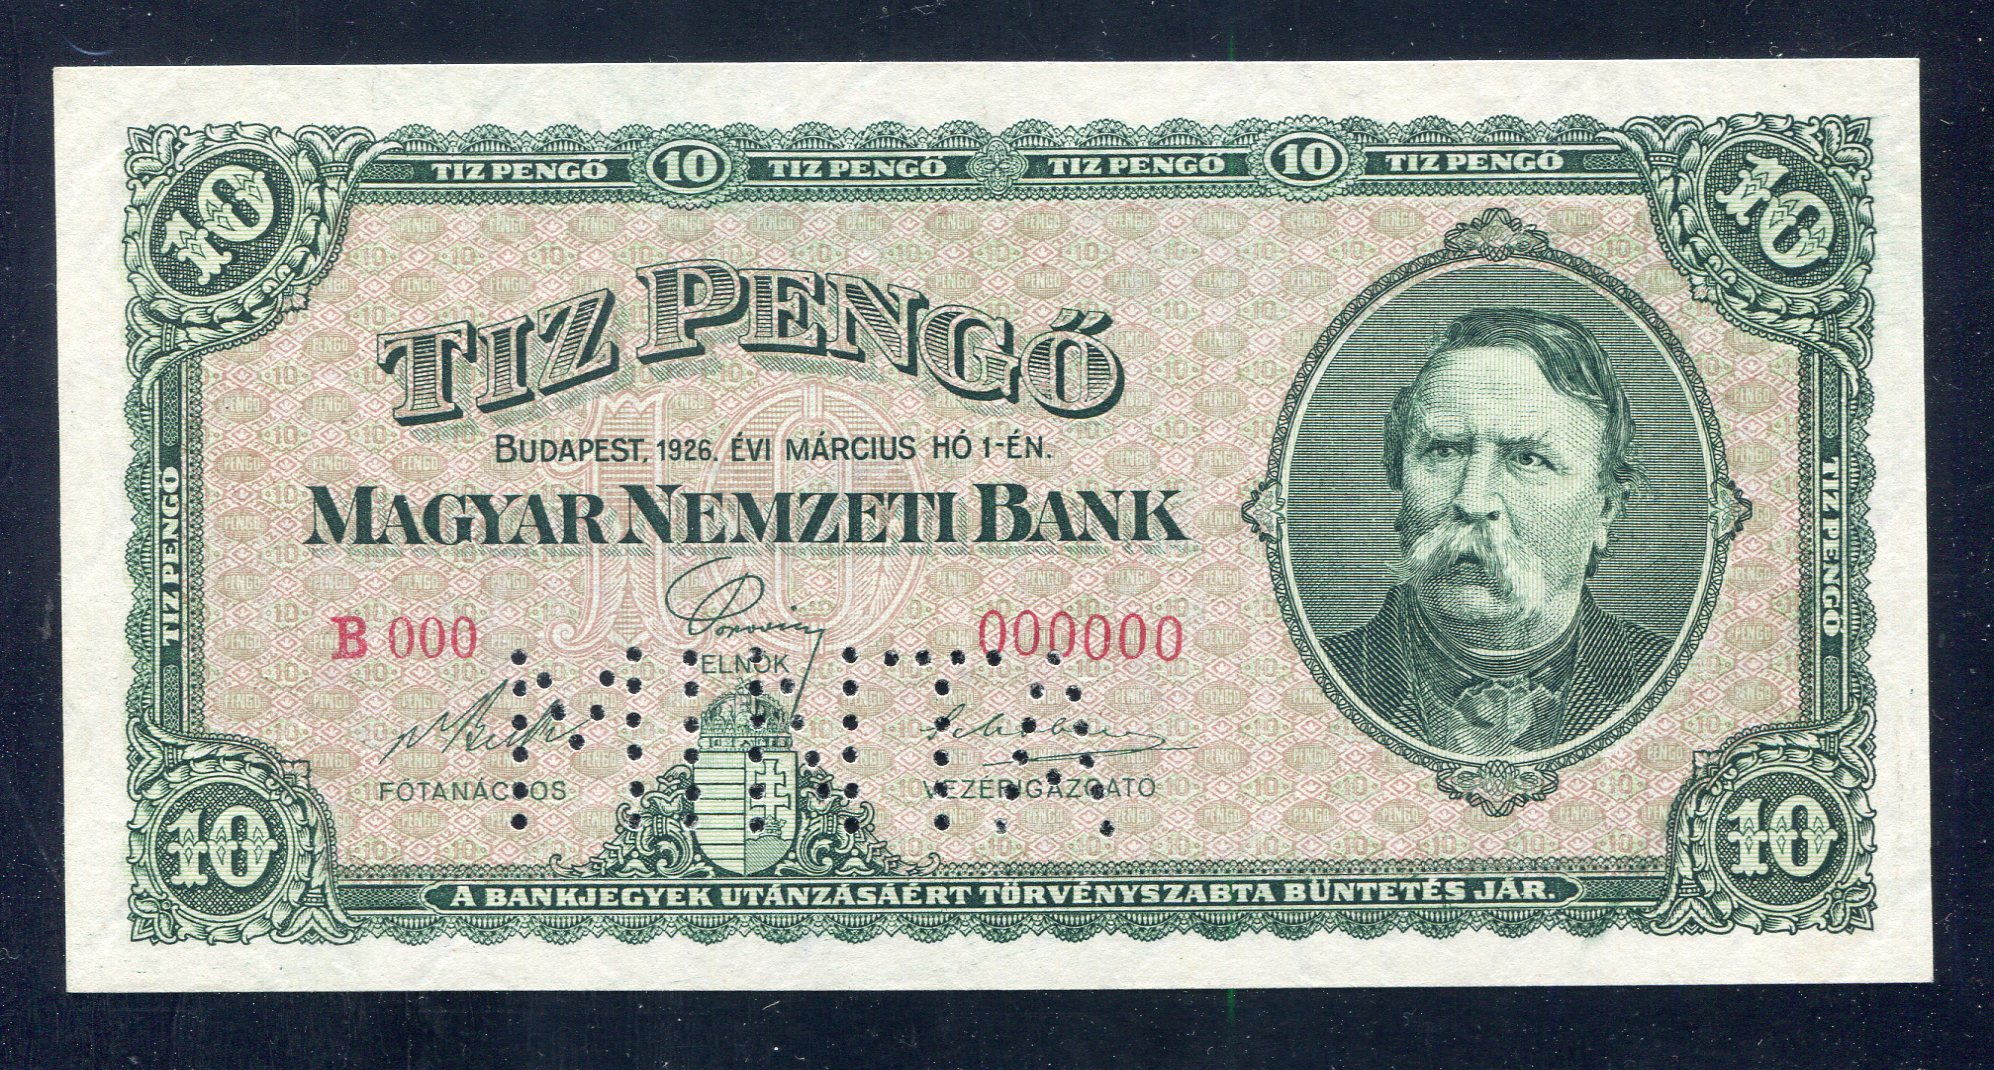 10 TIZ PENGŐ 10 TIZ PENGŐ TIZ PENGŐ 10 TIZ PENGŐ 10
TIZ PENGŐ
BUDAPEST, 1926. ÉVI MÁRCIUS HÓ 1-ÉN.
MAGYAR NEMZETI BANK
TIZ PENGŐ
TIZ PENGŐ
B 000 000000
ELNÖK
MINTA
FŐTANÁCSOS VEZÉRIGAZGATÓ
10 10
A BANKJEGYEK UTÁNZÁSÁÉRT TÖRVÉNYSZABTA BÜNTETÉS JÁR.